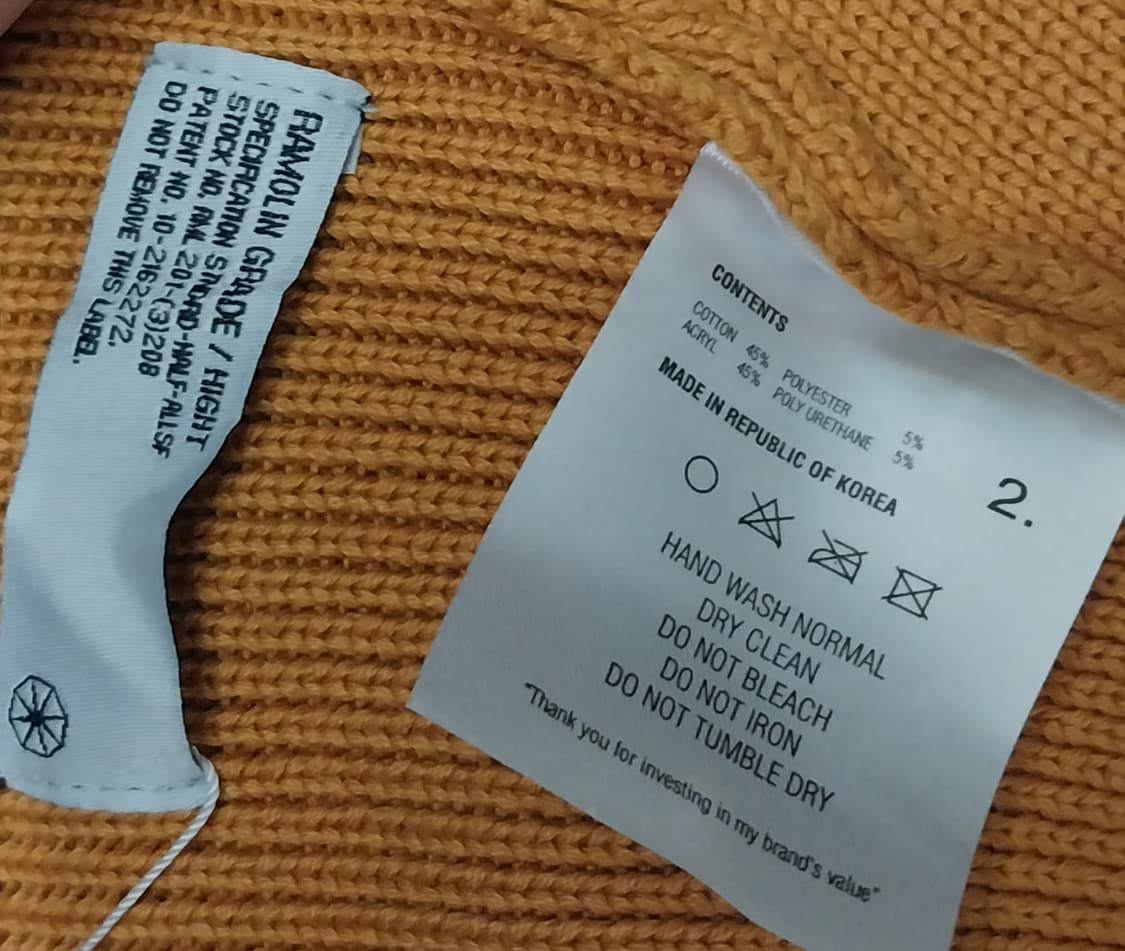 RAMOLIN GRADE / HIGHT
SPECIFICATION STNDARD-HALF-ALLSF
STOCK NO. RML 201-(3)208
PATENT NO. 10-2162272.
DO NOT REMOVE THIS LABEL.
CONTENTS
COTTON 45% POLYESTER 5%
ACRYL 45% POLY URETHANE 5%
MADE IN REPUBLIC OF KOREA
2.
HAND WASH NORMAL
DRY CLEAN
DO NOT BLEACH
DO NOT IRON
DO NOT TUMBLE DRY
"Thank you for investing in my brand's value"